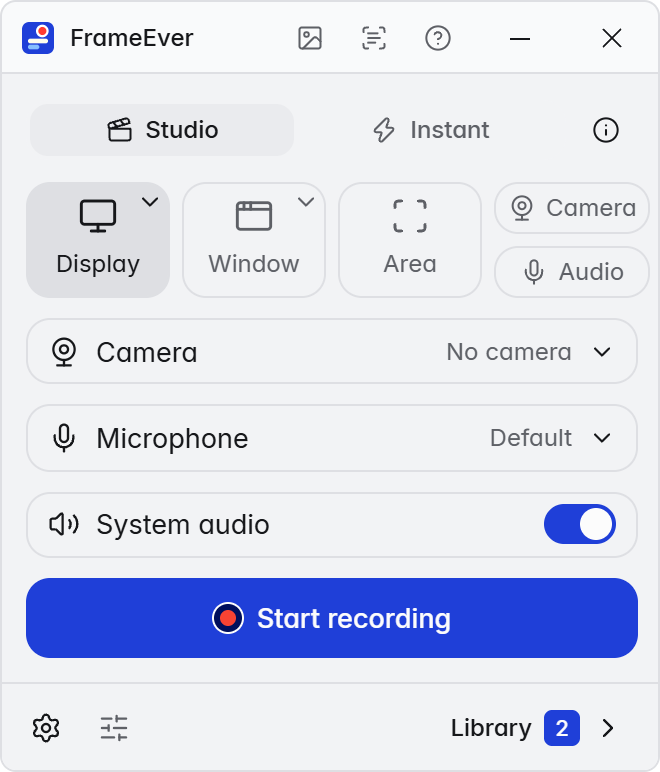 FrameEver
Studio
Instant
Display
Window
Area
Camera
Audio
Camera
No camera
Microphone
Default
System audio
Start recording
Library 2